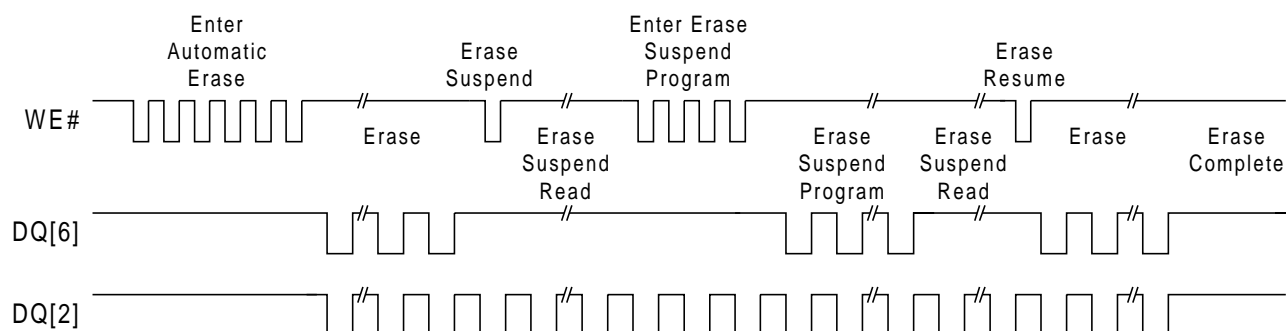 Enter
Automatic
Erase
Erase
Suspend
Enter Erase
Suspend
Program
Erase
Resume
WE#
Erase
Erase
Suspend
Read
Erase
Suspend
Program
Erase
Suspend
Read
Erase
Erase
Complete
DQ[6]
DQ[2]